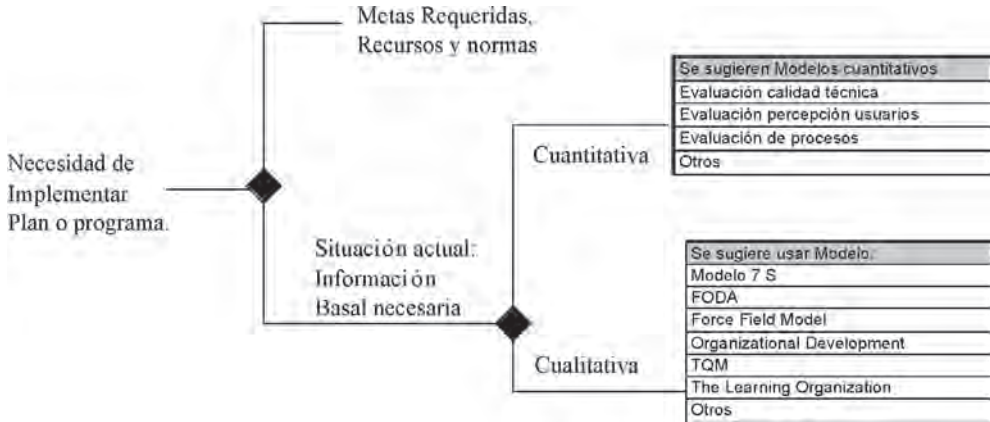 Metas Requeridas,
Recursos y normas
Necesidad de
Implementar
Plan o programa.
Situación actual:
Información
Basal necesaria
Cuantitativa
Se sugieren Modelos cuantitativos
Evaluación calidad técnica
Evaluación percepción usuarios
Evaluación de procesos
Otros
Cualitativa
Se sugiere usar Modelo:
Modelo 7 S
FODA
Force Field Model
Organizational Development
TQM
The Learning Organization
Otros